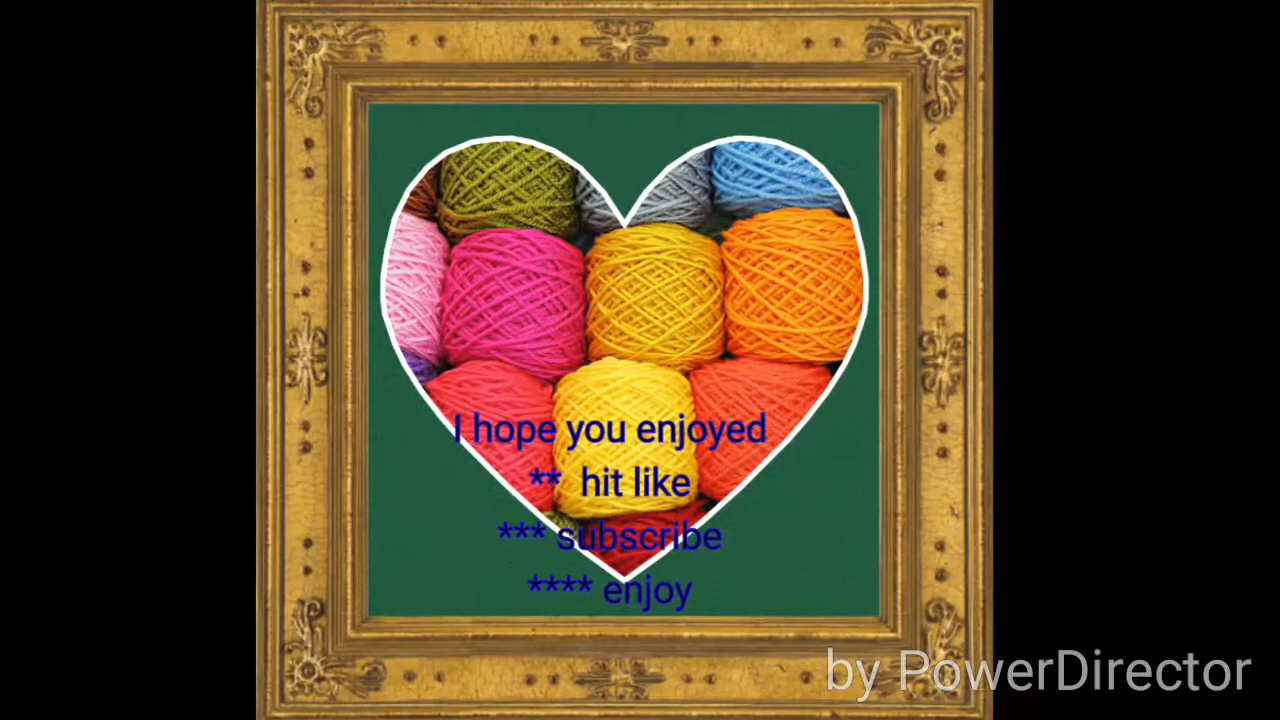 I hope you enjoyed
** hit like
*** subscribe
**** enjoy
by PowerDirector